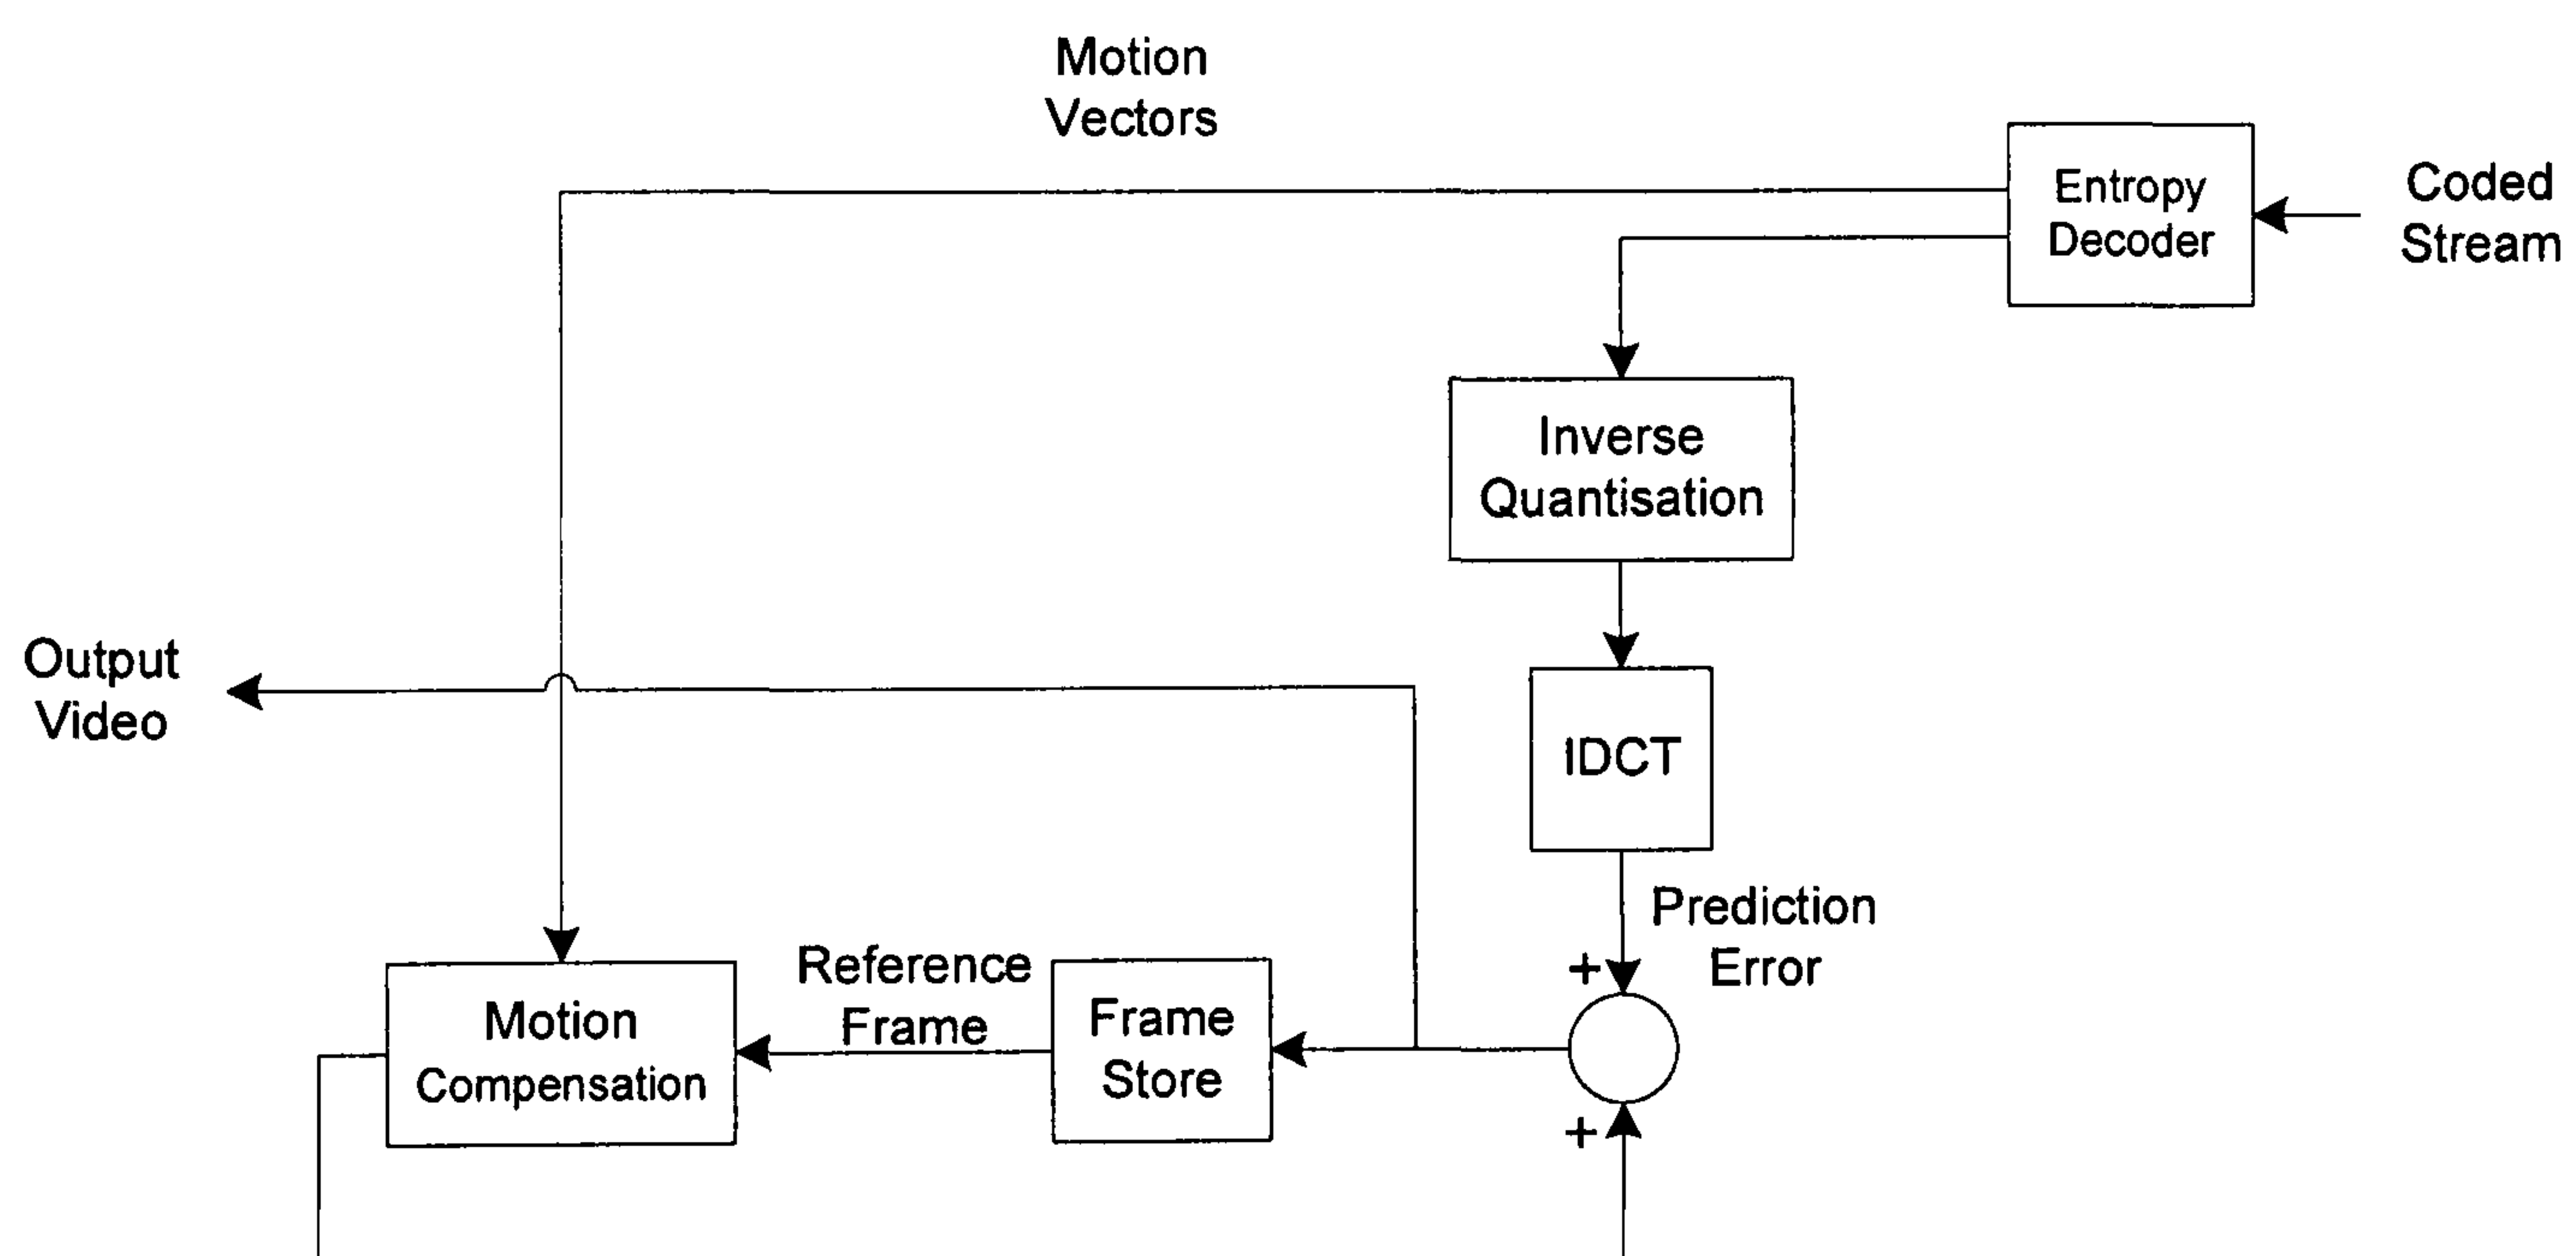 Motion
Vectors
Entropy
Decoder
Coded
Stream
Inverse
Quantisation
Output
Video
IDCT
Prediction
Error
+
Reference
Frame
Frame
Store
Motion
Compensation
+